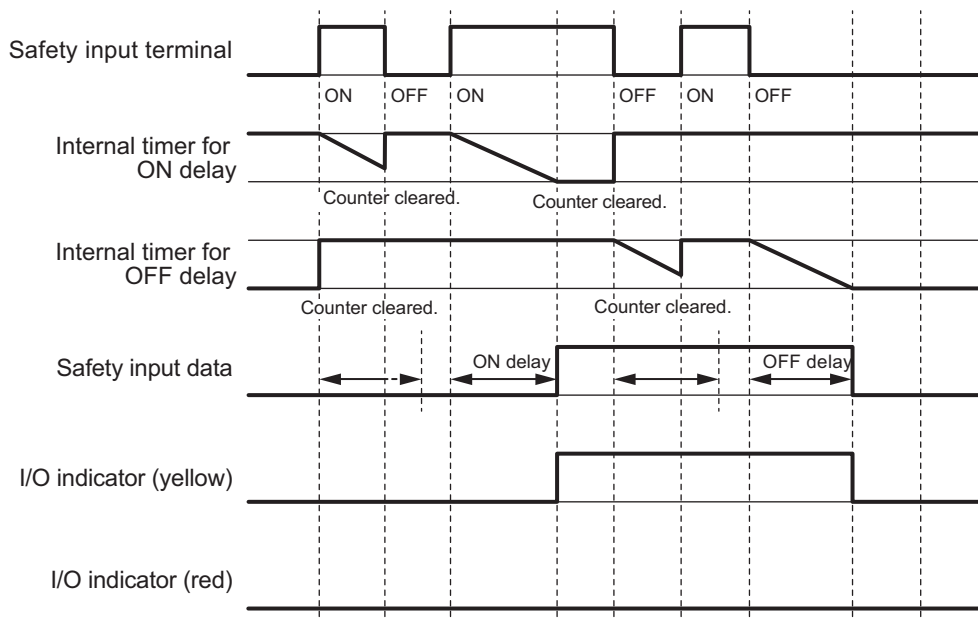 Safety input terminal
ON OFF ON OFF ON OFF
Internal timer for
ON delay
Counter cleared. Counter cleared.
Internal timer for
OFF delay
Counter cleared. Counter cleared.
Safety input data
ON delay OFF delay
I/O indicator (yellow)
I/O indicator (red)